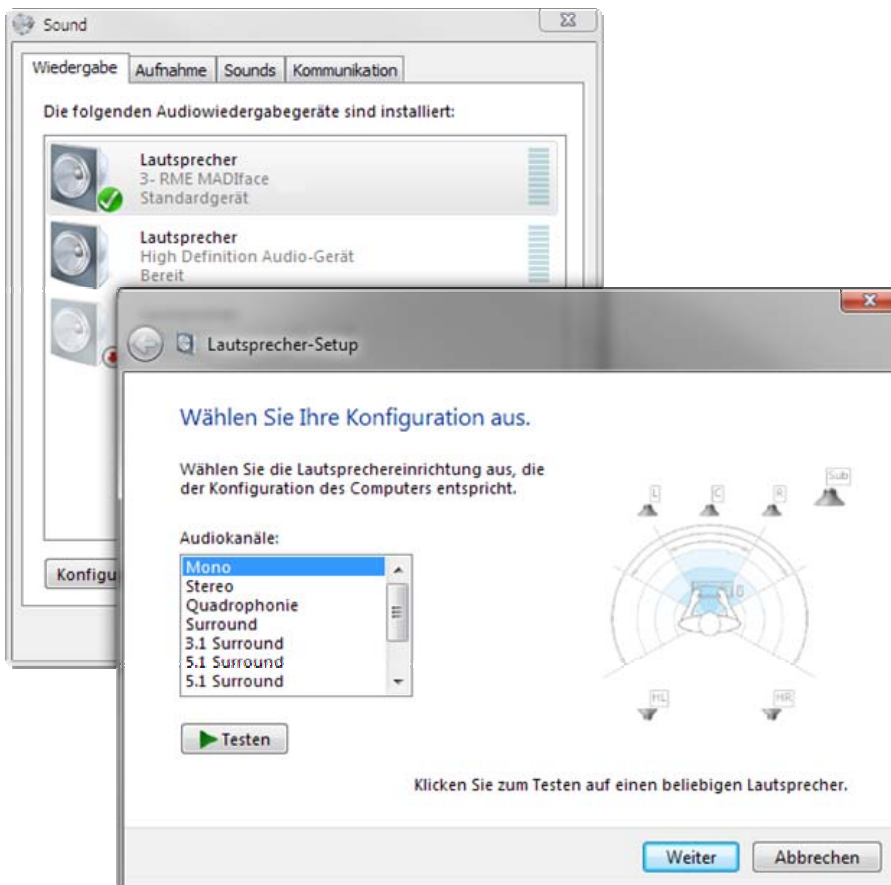 Sound
Wiedergabe Aufnahme Sounds Kommunikation
Die folgenden Audiowiedergabegeräte sind installiert:
Lautsprecher
3- RME MADIface
Standardgerät
Lautsprecher
High Definition Audio-Gerät
Bereit
Konfigu
Lautsprecher-Setup
Wählen Sie Ihre Konfiguration aus.
Wählen Sie die Lautsprechereinrichtung aus, die
der Konfiguration des Computers entspricht.
Audiokanäle:
Mono
Stereo
Quadrophonie
Surround
3.1 Surround
5.1 Surround
5.1 Surround
Testen
L C R Sub
HL HR
Klicken Sie zum Testen auf einen beliebigen Lautsprecher.
Weiter Abbrechen